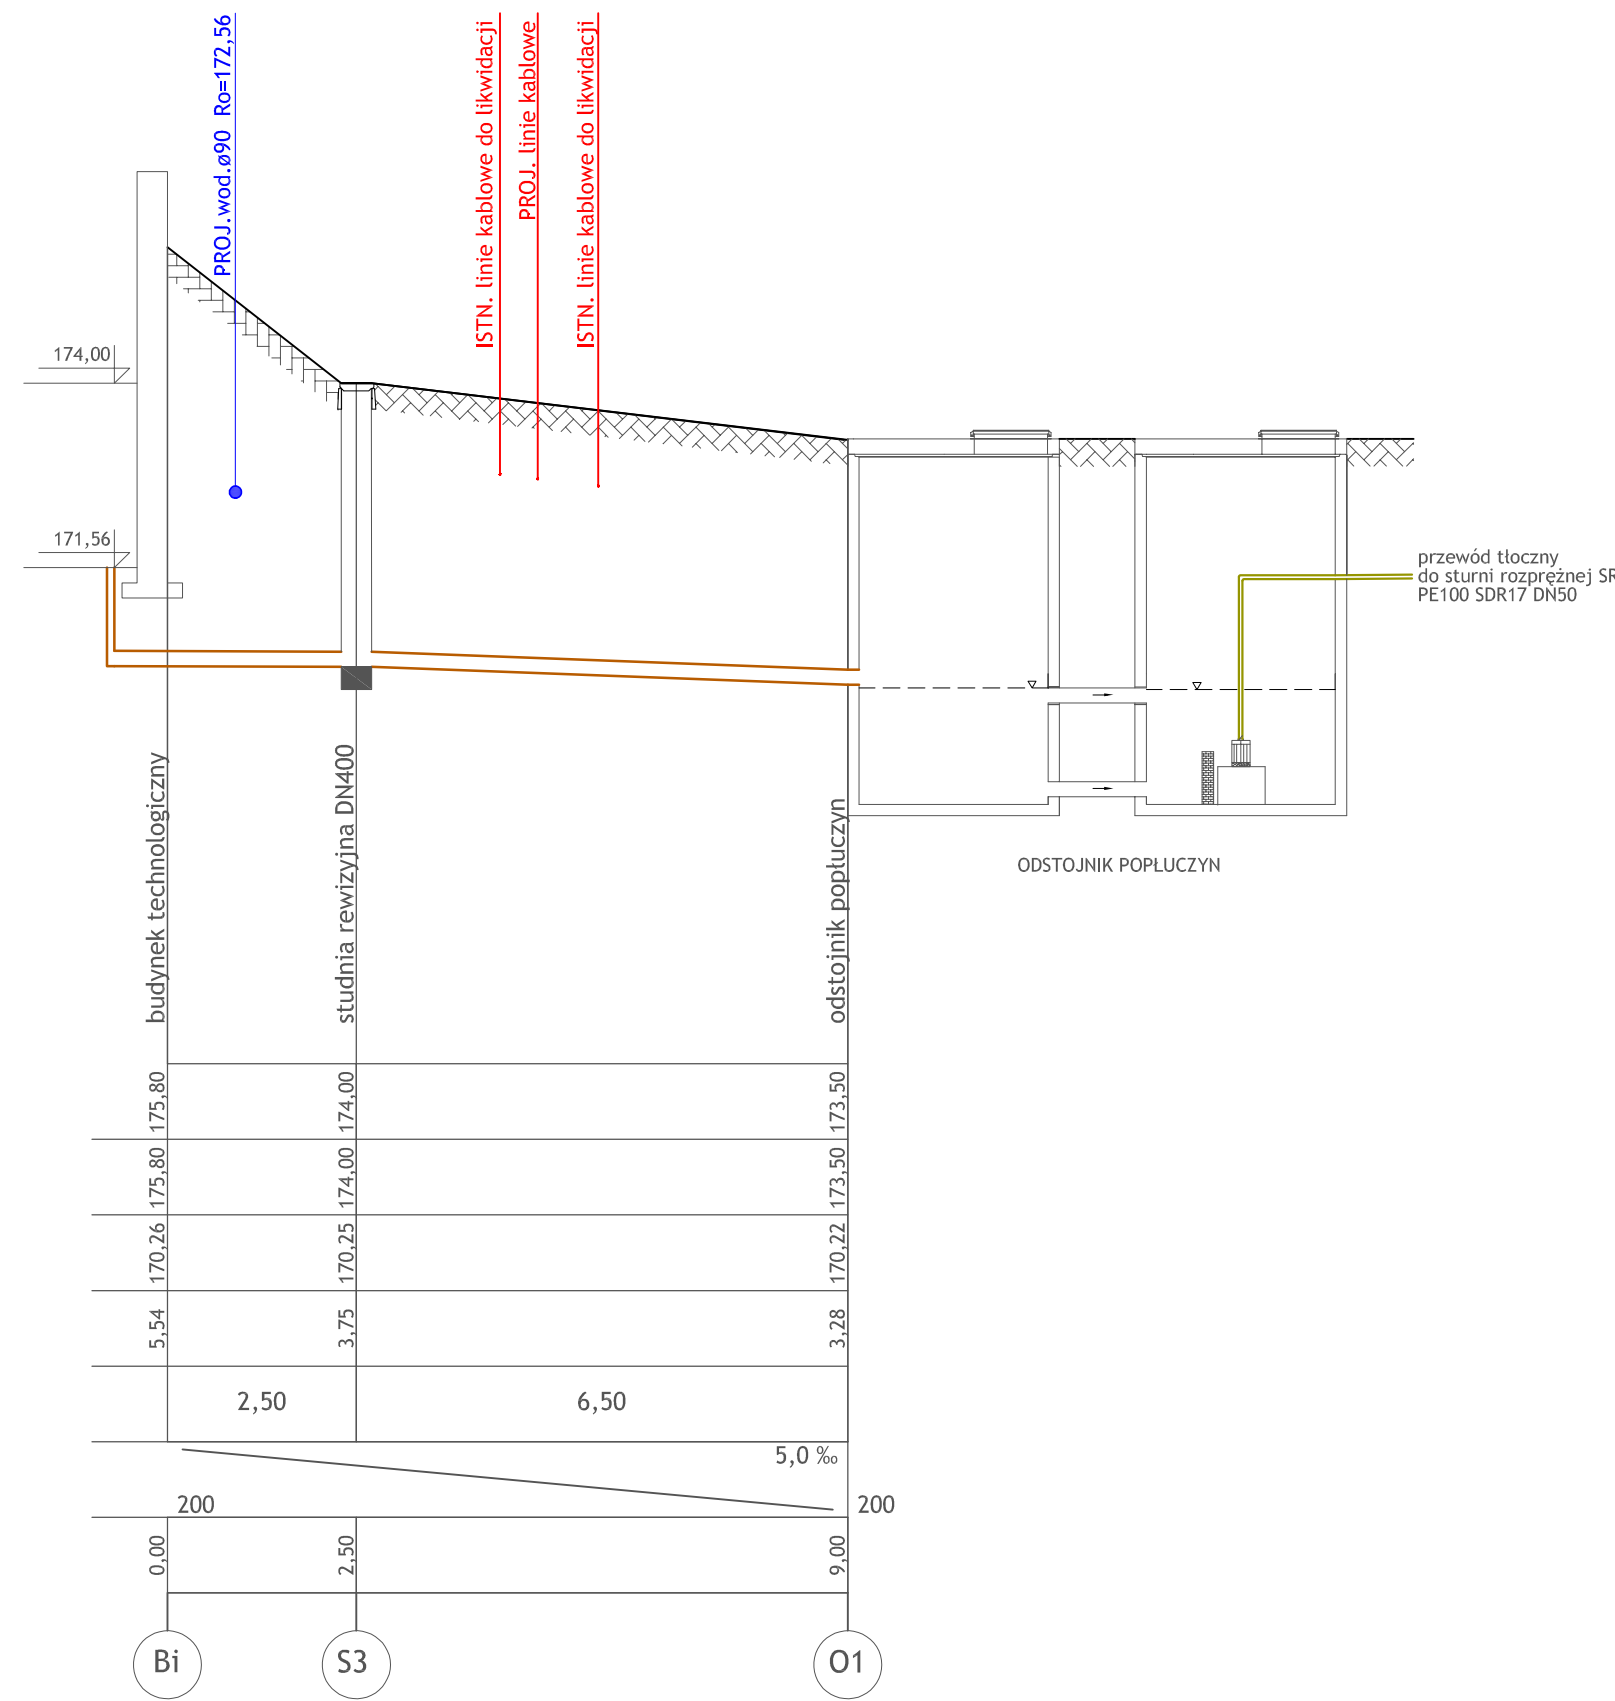 PROJ.wod.ø90 Ro=172,56
ISTN. linie kablowe do likwidacji
PROJ. linie kablowe
ISTN. linie kablowe do likwidacji
174,00
171,56
przewód tłoczny
do sturni rozprężnej SR
PE100 SDR17 DN50
ODSTOJNIK POPŁUCZYN
budynek technologiczny
studnia rewizyjna DN400
odstojnik popłuczyn
175,80 174,00 173,50
175,80 174,00 173,50
170,26 170,25 170,22
5,54 3,75 3,28
2,50 6,50
5,0 ‰
200 200
0,00 2,50 9,00
Bi S3 O1